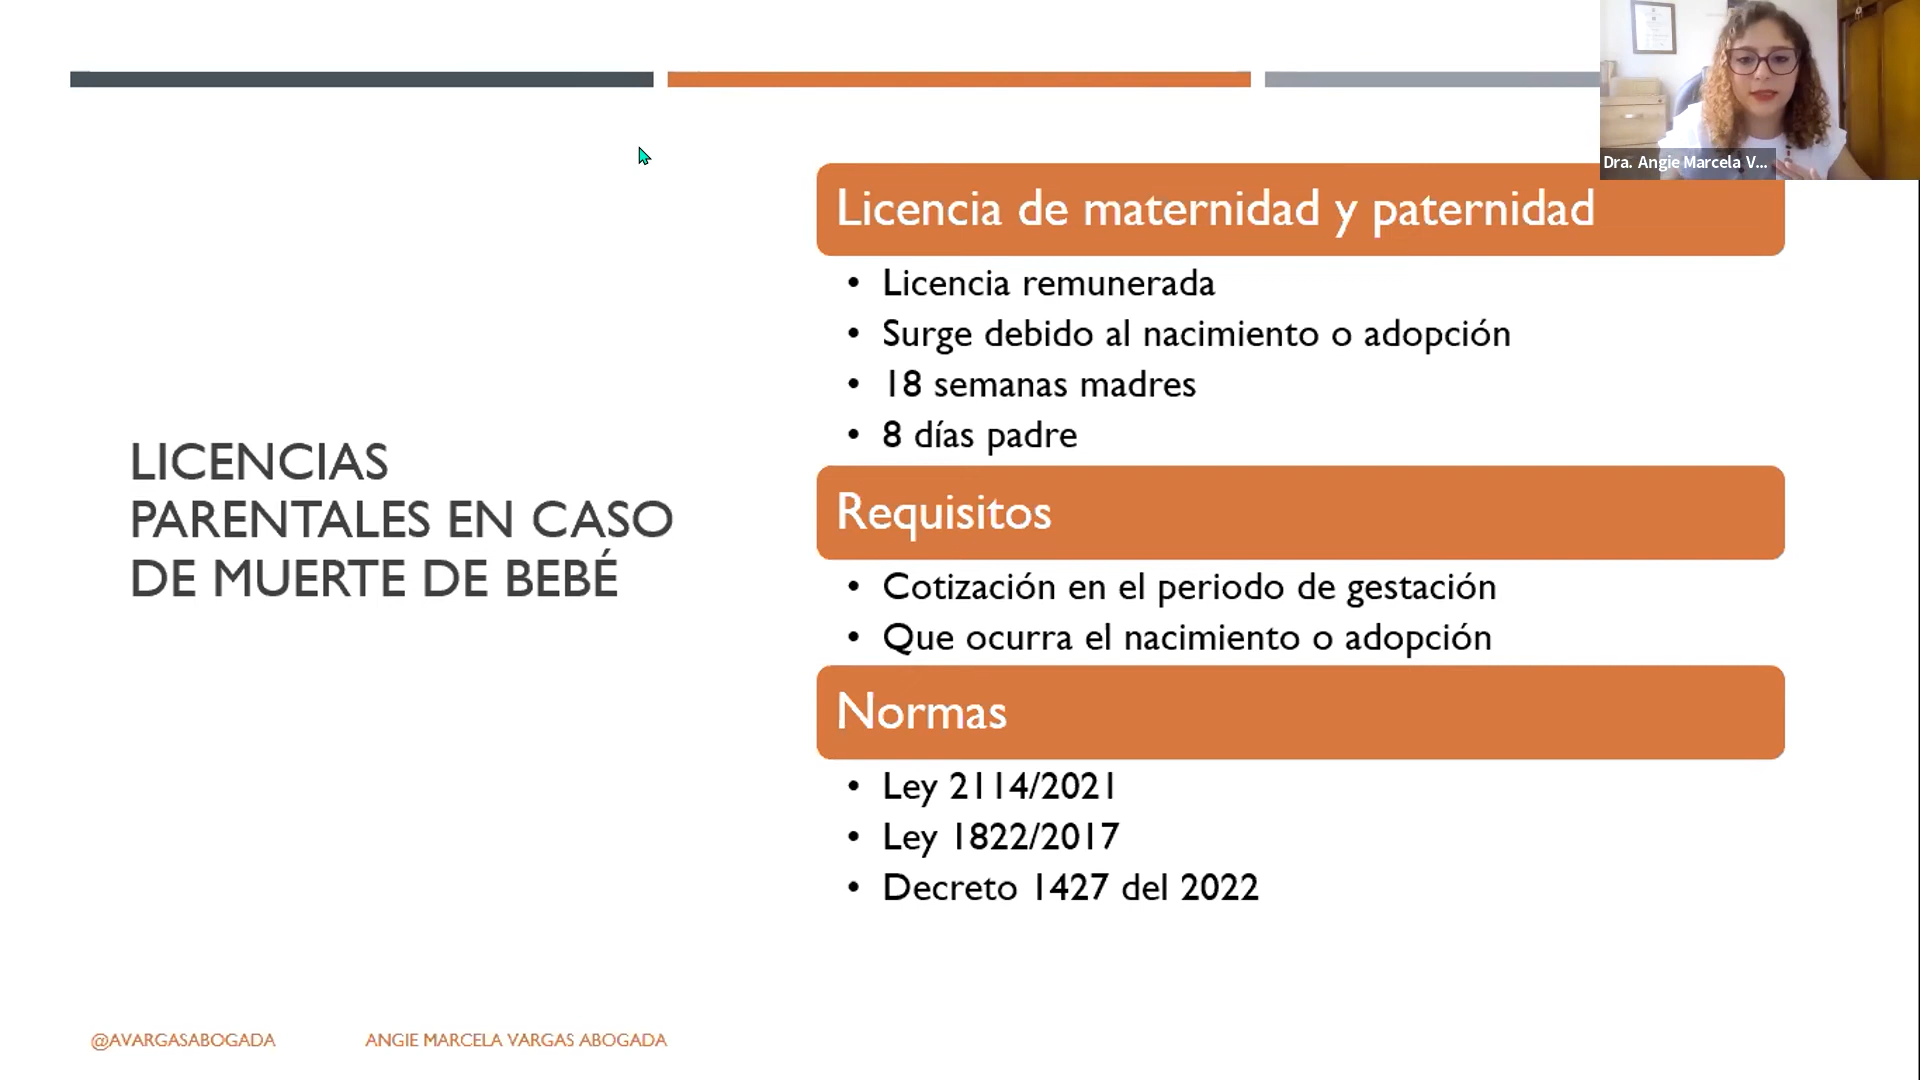 Dra. Angie Marcela V...
LICENCIAS
PARENTALES EN CASO
DE MUERTE DE BEBÉ
Licencia de maternidad y paternidad
• Licencia remunerada
• Surge debido al nacimiento o adopción
• 18 semanas madres
• 8 días padre
Requisitos
• Cotización en el periodo de gestación
• Que ocurra el nacimiento o adopción
Normas
• Ley 2114/2021
• Ley 1822/2017
• Decreto 1427 del 2022
@AVARGASABOGADA
ANGIE MARCELA VARGAS ABOGADA